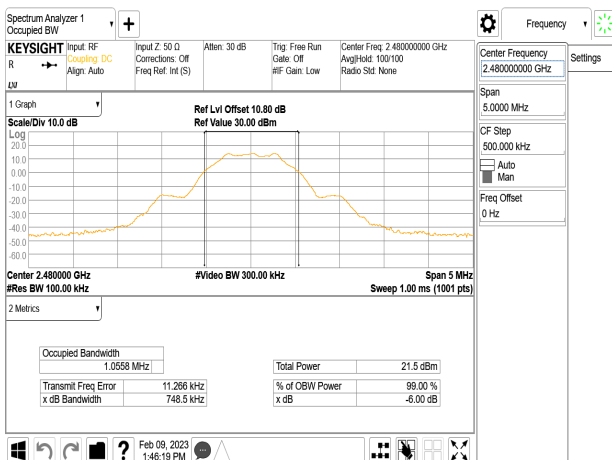 Spectrum Analyzer 1
Occupied BW
Frequency
KEYSIGHT
R
LXI
Input: RF
Coupling: DC
Align: Auto
Input Z: 50 Ω
Corrections: Off
Freq Ref: Int (S)
Atten: 30 dB
Trig: Free Run
Gate: Off
#IF Gain: Low
Center Freq: 2.480000000 GHz
Avg|Hold: 100/100
Radio Std: None
Center Frequency
2.480000000 GHz
Settings
Span
5.0000 MHz
CF Step
500.000 kHz
Auto
Man
Freq Offset
0 Hz
1 Graph
Scale/Div 10.0 dB
Ref Lvl Offset 10.80 dB
Ref Value 30.00 dBm
Log
20.0
10.0
0.00
-10.0
-20.0
-30.0
-40.0
-50.0
-60.0
Center 2.480000 GHz
#Video BW 300.00 kHz
Span 5 MHz
#Res BW 100.00 kHz
Sweep 1.00 ms (1001 pts)
2 Metrics
Occupied Bandwidth
1.0558 MHz
Total Power 21.5 dBm
Transmit Freq Error 11.266 kHz
% of OBW Power 99.00 %
x dB Bandwidth 748.5 kHz
x dB -6.00 dB
?
Feb 09, 2023
1:46:19 PM